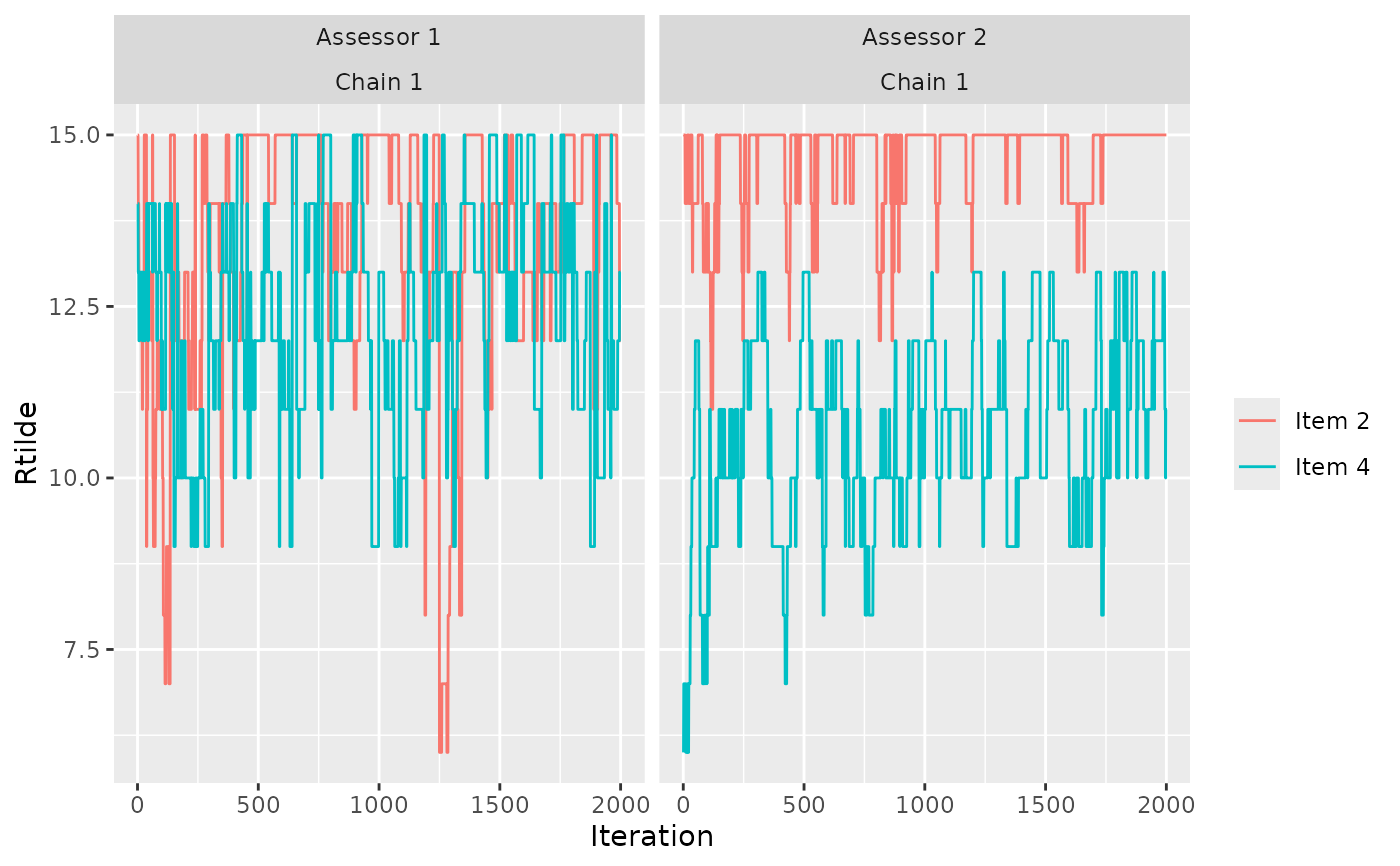 Assessor 1 Assessor 2
Chain 1 Chain 1
15.0
12.5
10.0
7.5
Rtilde
Item 2
Item 4
0 500 1000 1500 2000 0 500 1000 1500 2000
Iteration